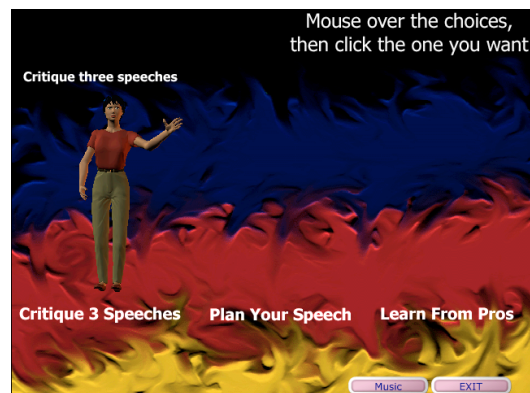 Mouse over the choices,
then click the one you want
Critique three speeches
Critique 3 Speeches
Plan Your Speech
Learn From Pros
Music
EXIT